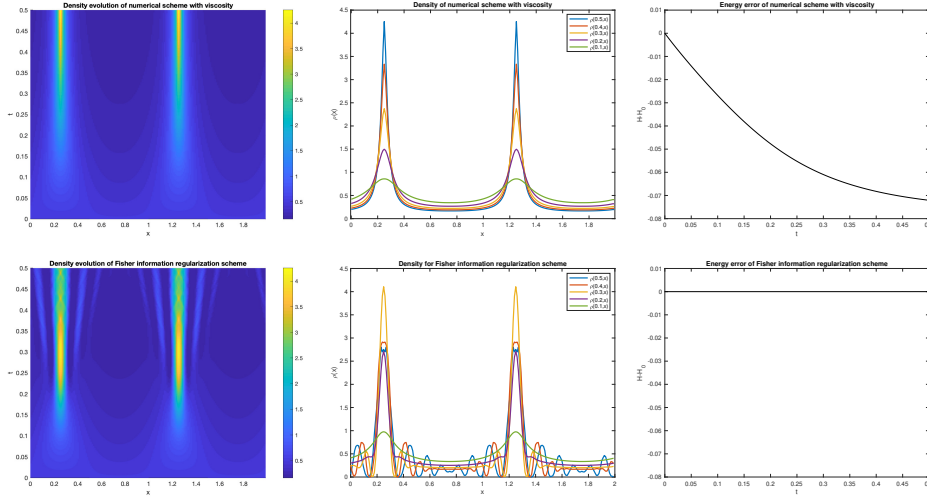 Density evolution of numerical scheme with viscosity
0.5
0.45
0.4
0.35
0.3
0.25
0.2
0.15
0.1
0.05
0
t
0 0.2 0.4 0.6 0.8 1 1.2 1.4 1.6 1.8
x
4
3.5
3
2.5
2
1.5
1
0.5
Density of numerical scheme with viscosity
4.5
4
3.5
3
2.5
2
1.5
1
0.5
0
ρ(x)
0 0.2 0.4 0.6 0.8 1 1.2 1.4 1.6 1.8 2
x
ρ(0.5,x)
ρ(0.4,x)
ρ(0.3,x)
ρ(0.2,x)
ρ(0.1,x)
Energy error of numerical scheme with viscosity
0.01
0
-0.01
-0.02
-0.03
-0.04
-0.05
-0.06
-0.07
-0.08
H-H₀
0 0.05 0.1 0.15 0.2 0.25 0.3 0.35 0.4 0.45 0.5
t
Density evolution of Fisher information regularization scheme
0.5
0.45
0.4
0.35
0.3
0.25
0.2
0.15
0.1
0.05
0
t
0 0.2 0.4 0.6 0.8 1 1.2 1.4 1.6 1.8
x
4
3.5
3
2.5
2
1.5
1
0.5
Density for Fisher information regularization scheme
4.5
4
3.5
3
2.5
2
1.5
1
0.5
0
ρ(x)
0 0.2 0.4 0.6 0.8 1 1.2 1.4 1.6 1.8 2
x
ρ(0.5,x)
ρ(0.4,x)
ρ(0.3,x)
ρ(0.2,x)
ρ(0.1,x)
Energy error of Fisher information regularization scheme
0.01
0
-0.01
-0.02
-0.03
-0.04
-0.05
-0.06
-0.07
-0.08
H-H₀
0 0.05 0.1 0.15 0.2 0.25 0.3 0.35 0.4 0.45 0.5
t